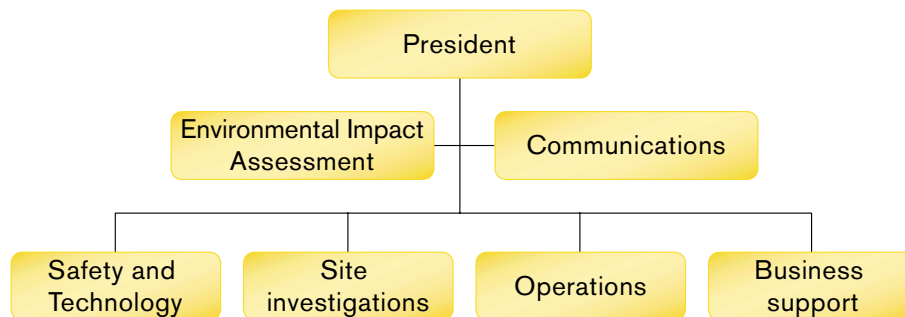 President
Environmental Impact
Assessment
Communications
Safety and
Technology
Site
investigations
Operations
Business
support